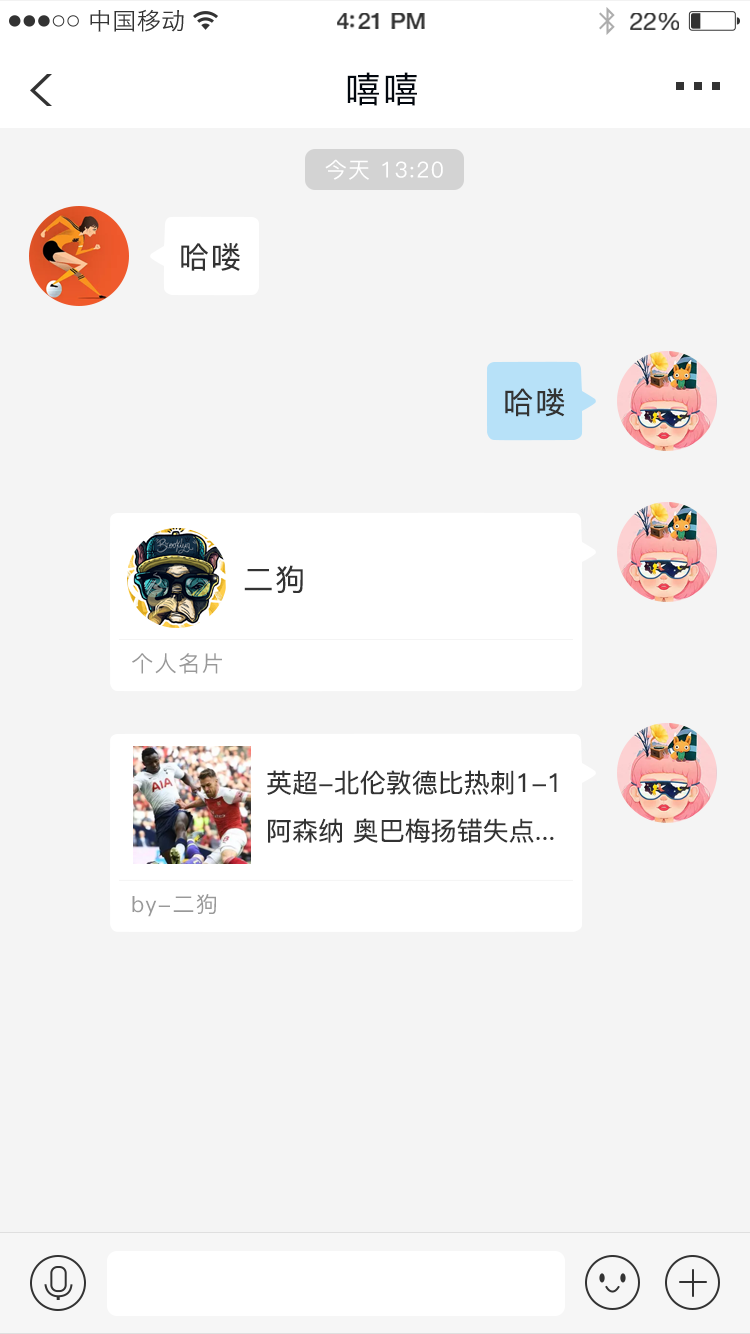 中国移动
4:21 PM
22%
嘻嘻
今天 13:20
哈喽
哈喽
Brooklyn
二狗
个人名片
AIA
英超-北伦敦德比热刺1-1
阿森纳 奥巴梅扬错失点...
by-二狗